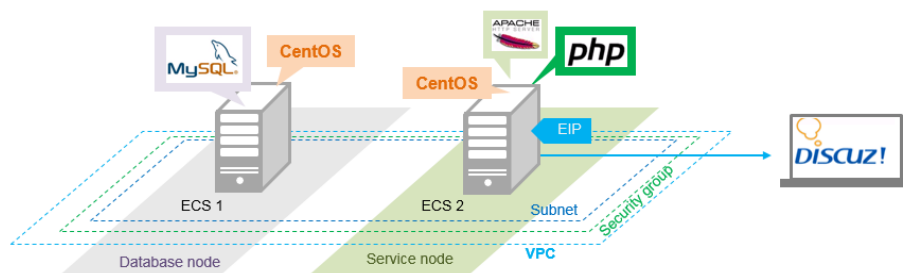 MySQL®
CentOS
APACHE
HTTP SERVER
php
CentOS
EIP
DISCUZ!
ECS 1
ECS 2
Subnet
Security group
VPC
Database node
Service node